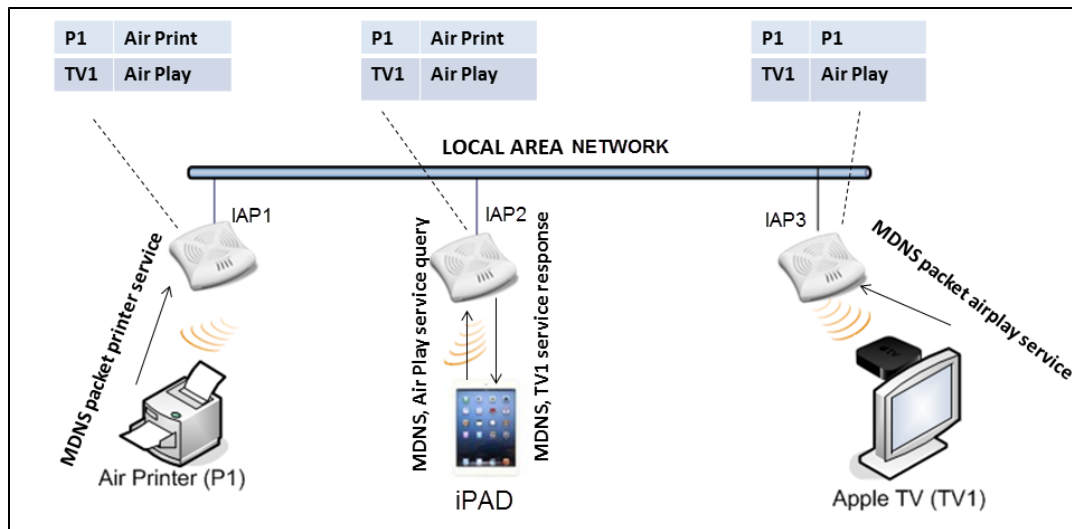 P1 Air Print
TV1 Air Play
P1 Air Print
TV1 Air Play
P1 P1
TV1 Air Play
LOCAL AREA NETWORK
IAP1
IAP2
IAP3
MDNS packet printer service
MDNS, Air Play service query
MDNS, TV1 service response
MDNS packet airplay service
tv
Air Printer (P1)
iPAD
Apple TV (TV1)